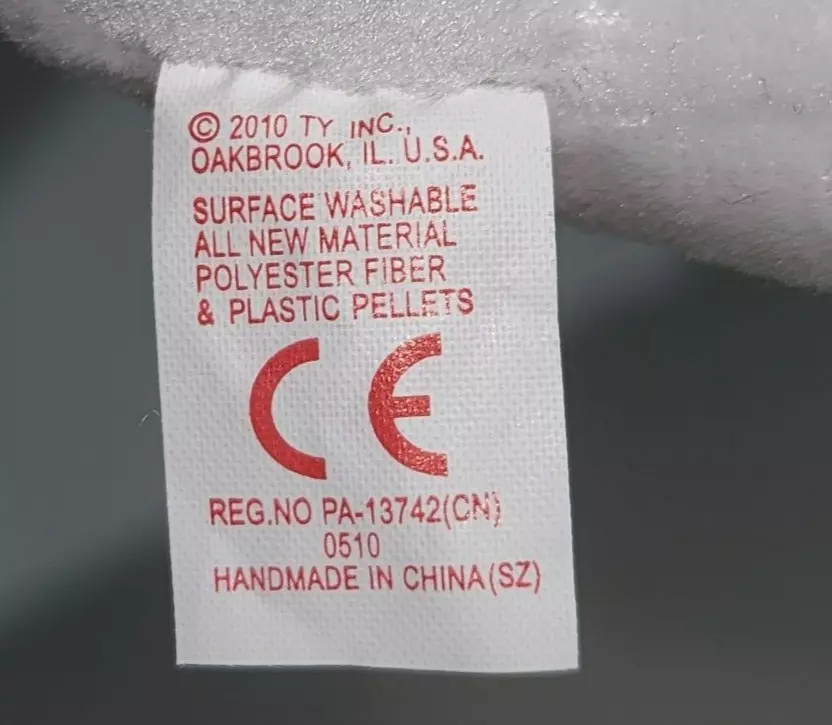 © 2010 TY INC.,
OAKBROOK, IL. U.S.A.
SURFACE WASHABLE
ALL NEW MATERIAL
POLYESTER FIBER
& PLASTIC PELLETS
CE
REG.NO PA-13742(CN)
0510
HANDMADE IN CHINA(SZ)